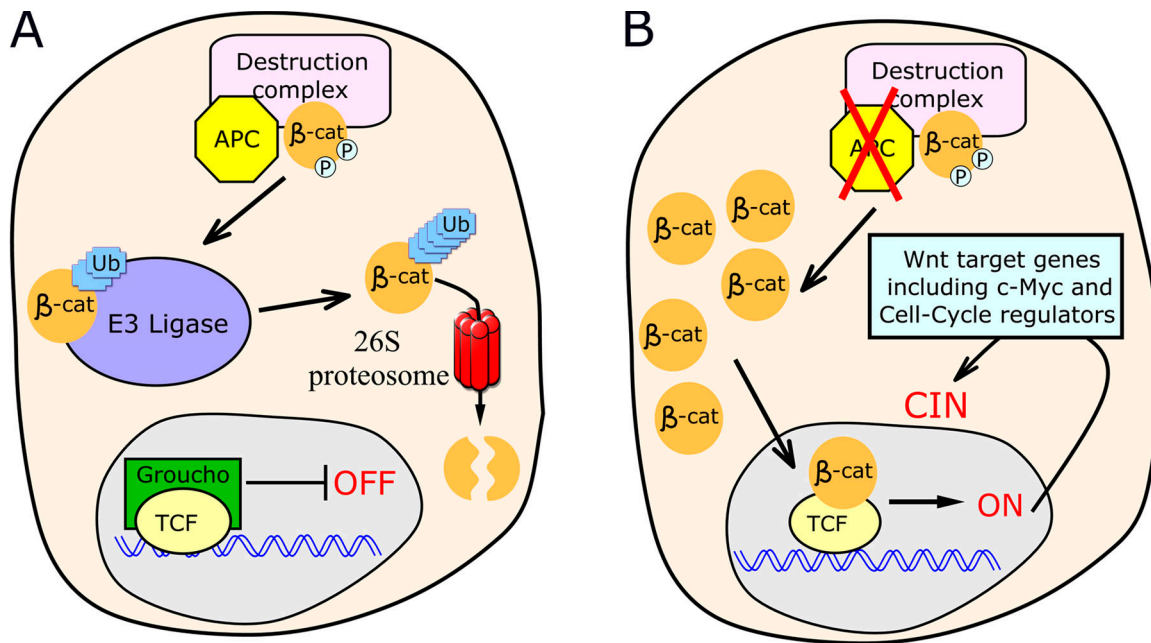 A
Destruction
complex
APC
β-cat
P
P
Ub
β-cat
E3 Ligase
Ub
β-cat
26S
proteosome
Groucho
TCF
OFF
B
Destruction
complex
APC
β-cat
P
P
β-cat
β-cat
β-cat
β-cat
β-cat
Wnt target genes
including c-Myc and
Cell-Cycle regulators
CIN
β-cat
TCF
ON